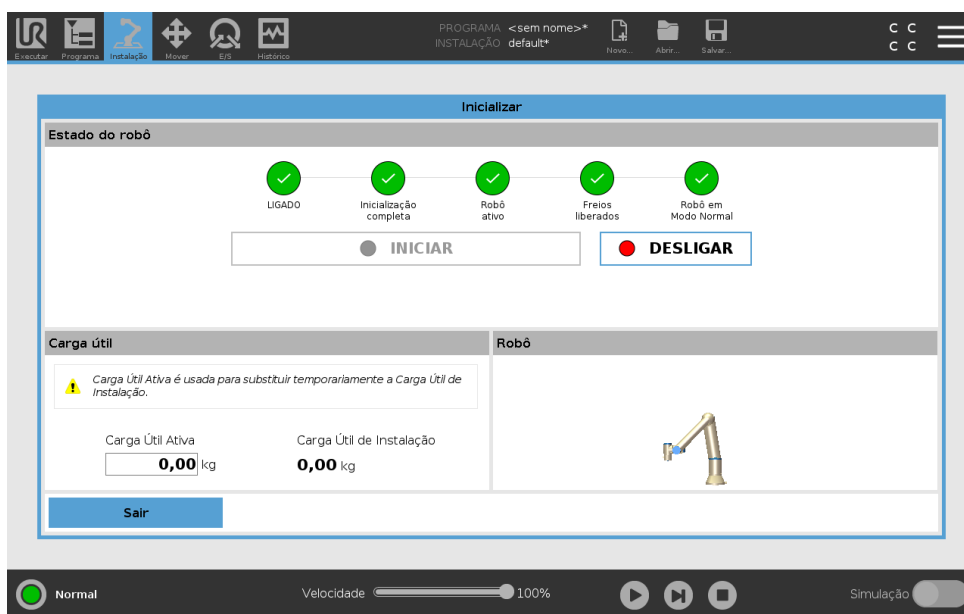 UR
PROGRAMA <sem nome>*
INSTALAÇÃO default*
Executar Programa Instalação Mover E/S Histórico
Novo... Abrir... Salvar...
C C
C C
Inicializar
Estado do robô
LIGADO
Inicialização
completa
Robô
ativo
Freios
liberados
Robô em
Modo Normal
INICIAR
DESLIGAR
Carga útil
Robô
Carga Útil Ativa é usada para substituir temporariamente a Carga Útil de
Instalação.
Carga Útil Ativa
0,00 kg
Carga Útil de Instalação
0,00 kg
Sair
Normal
Velocidade 100%
Simulação